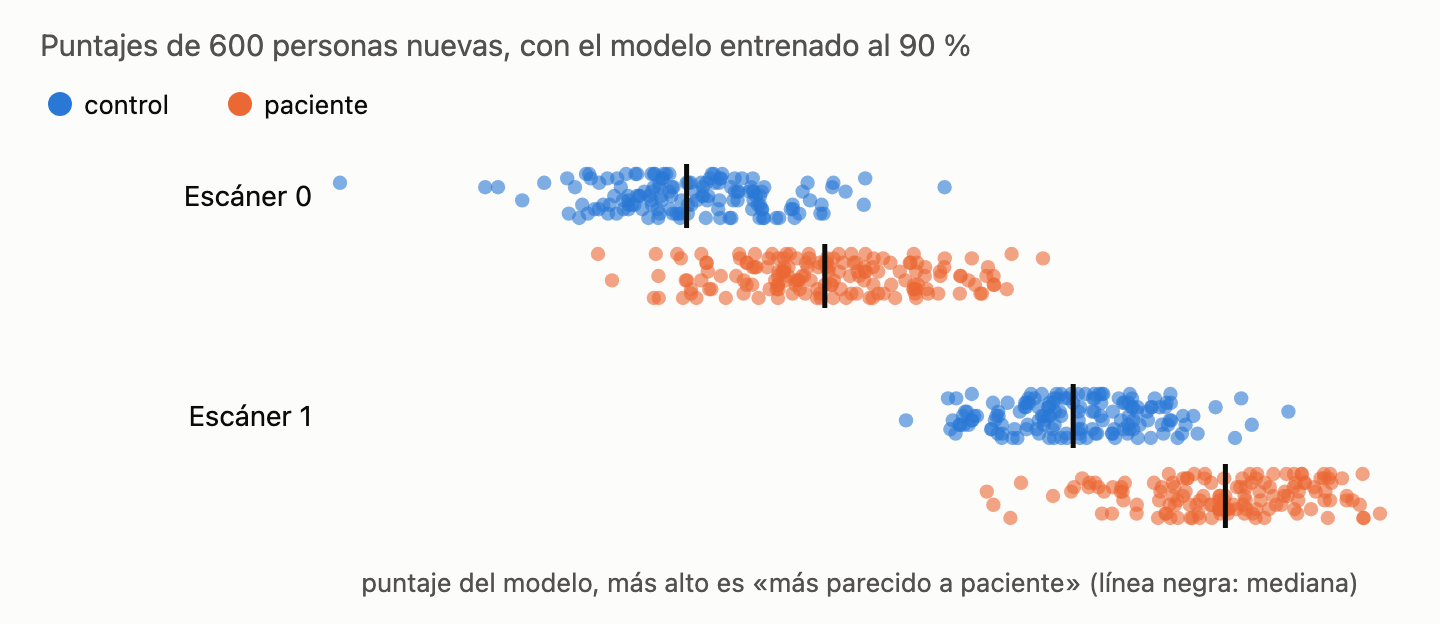 Puntajes de 600 personas nuevas, con el modelo entrenado al 90 %
control paciente
Escáner 0
Escáner 1
puntaje del modelo, más alto es «más parecido a paciente» (línea negra: mediana)